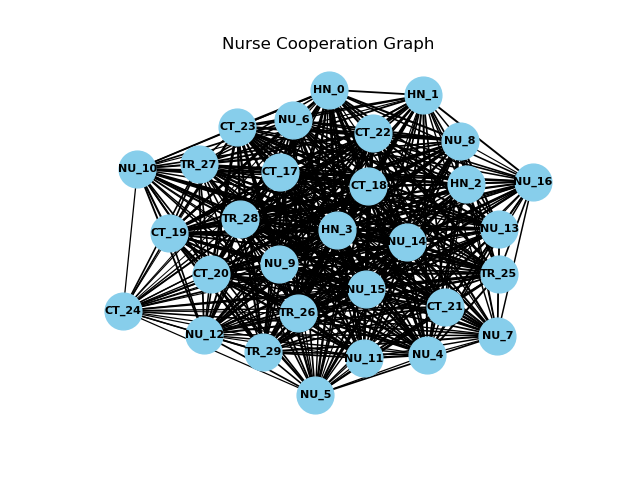 Nurse Cooperation Graph
HN_0
HN_1
NU_6
CT_23
CT_22
NU_8
TR_27
NU_10
CT_17
NU_16
HN_2
CT_18
TR_28
NU_13
HN_3
CT_19
NU_14
NU_9
CT_20
TR_25
NU_15
CT_21
CT_24
TR_26
NU_12
NU_7
TR_29
NU_4
NU_11
NU_5